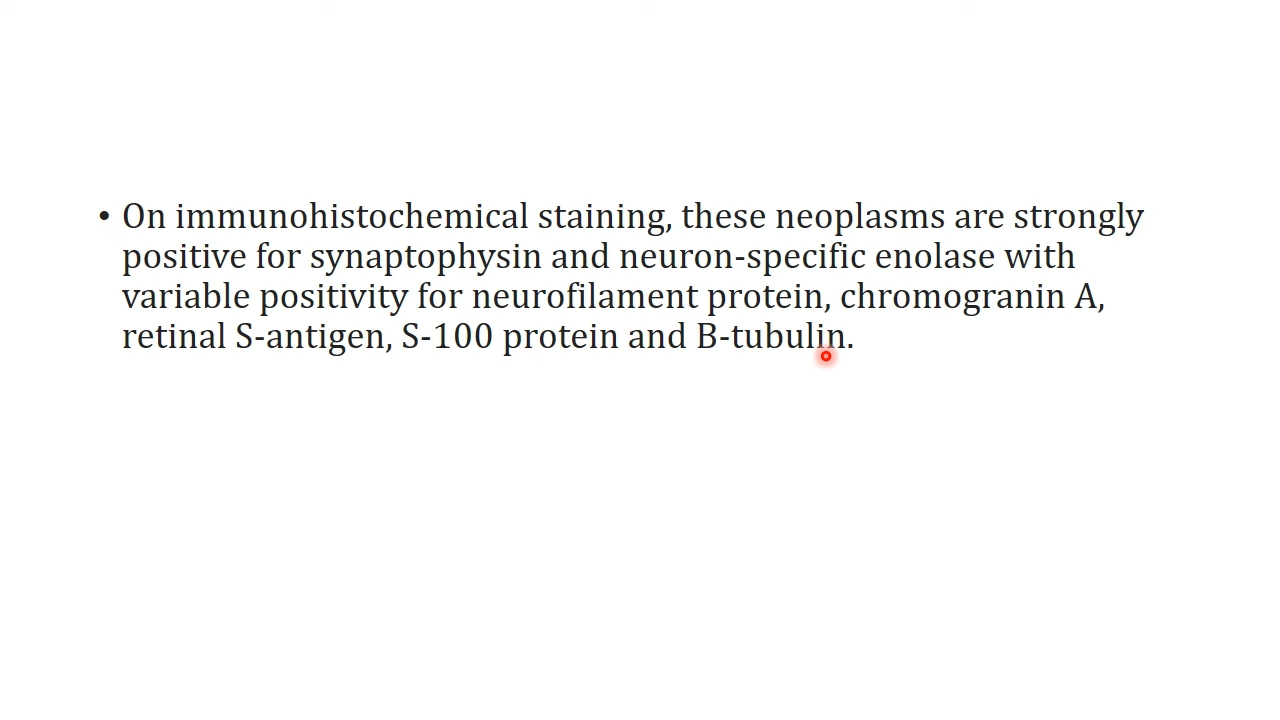 • On immunohistochemical staining, these neoplasms are strongly
positive for synaptophysin and neuron-specific enolase with
variable positivity for neurofilament protein, chromogranin A,
retinal S-antigen, S-100 protein and B-tubulin.